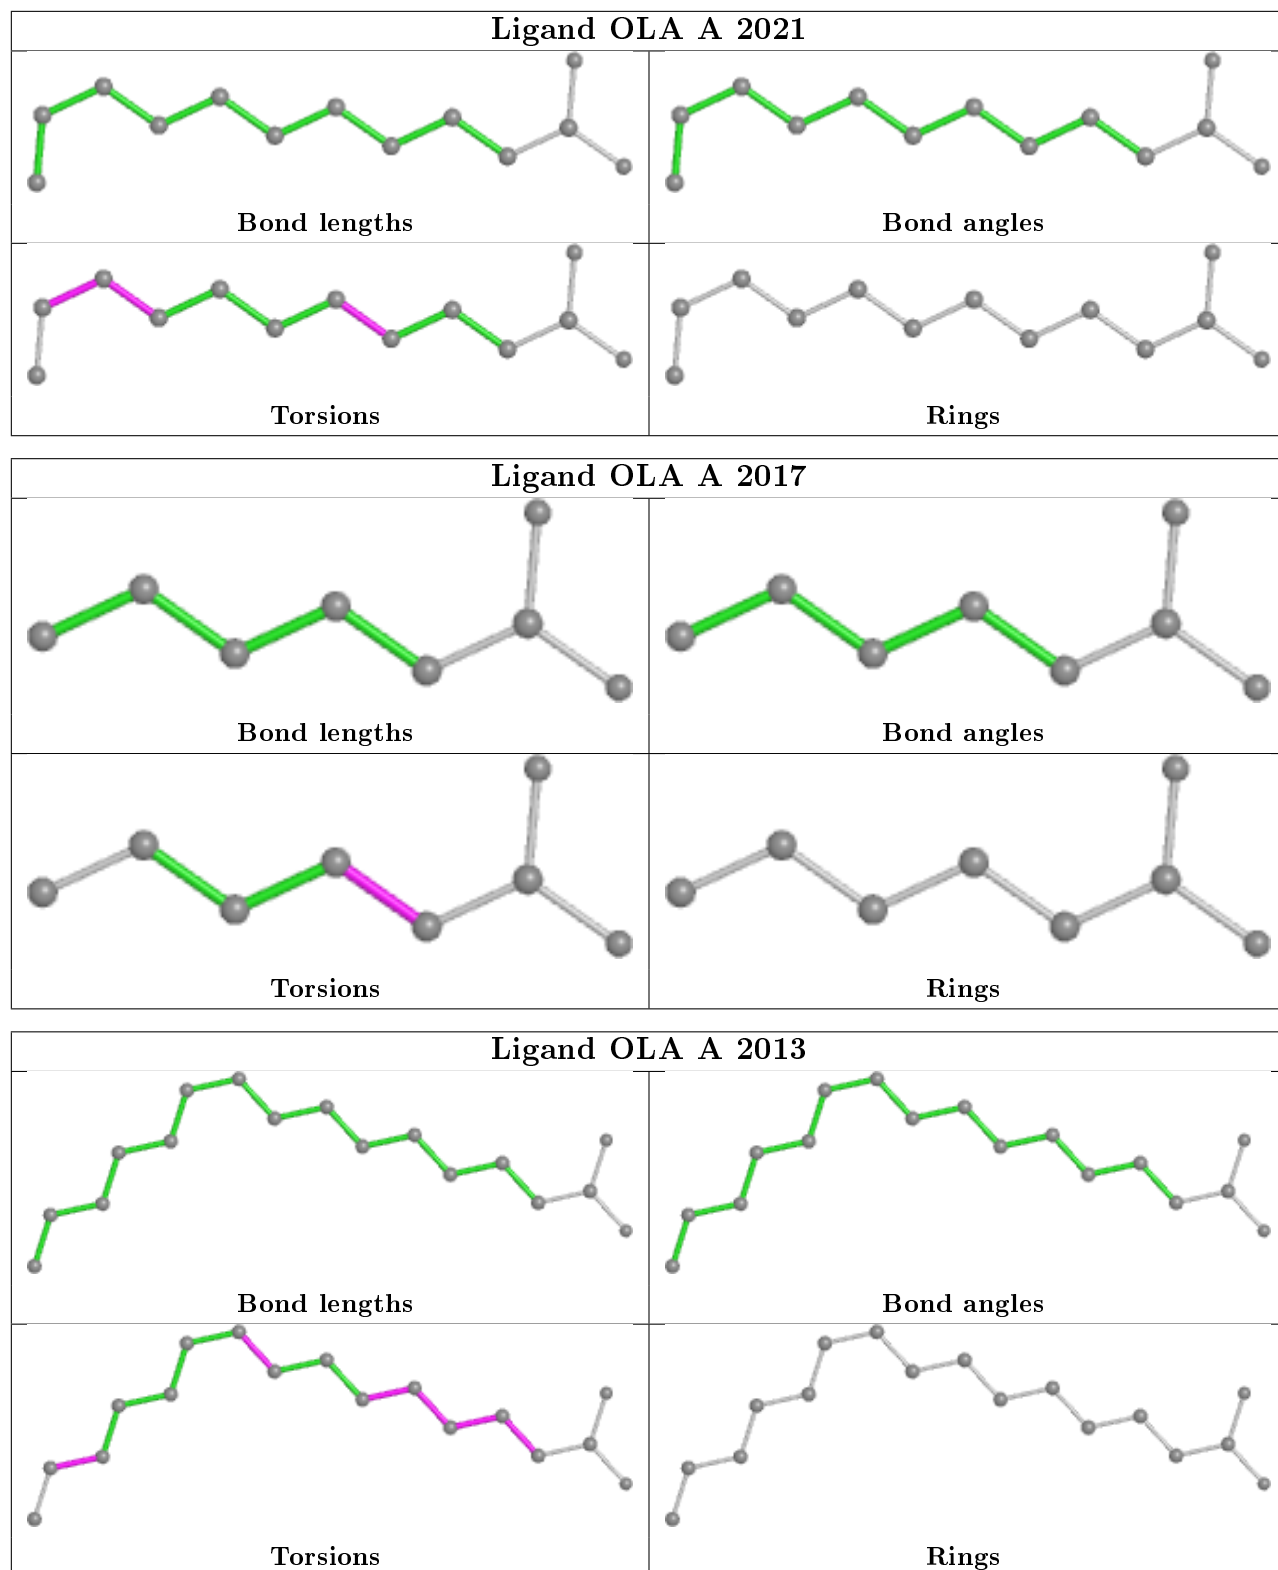 Ligand OLA A 2021
Bond lengths
Bond angles
Torsions
Rings
Ligand OLA A 2017
Bond lengths
Bond angles
Torsions
Rings
Ligand OLA A 2013
Bond lengths
Bond angles
Torsions
Rings